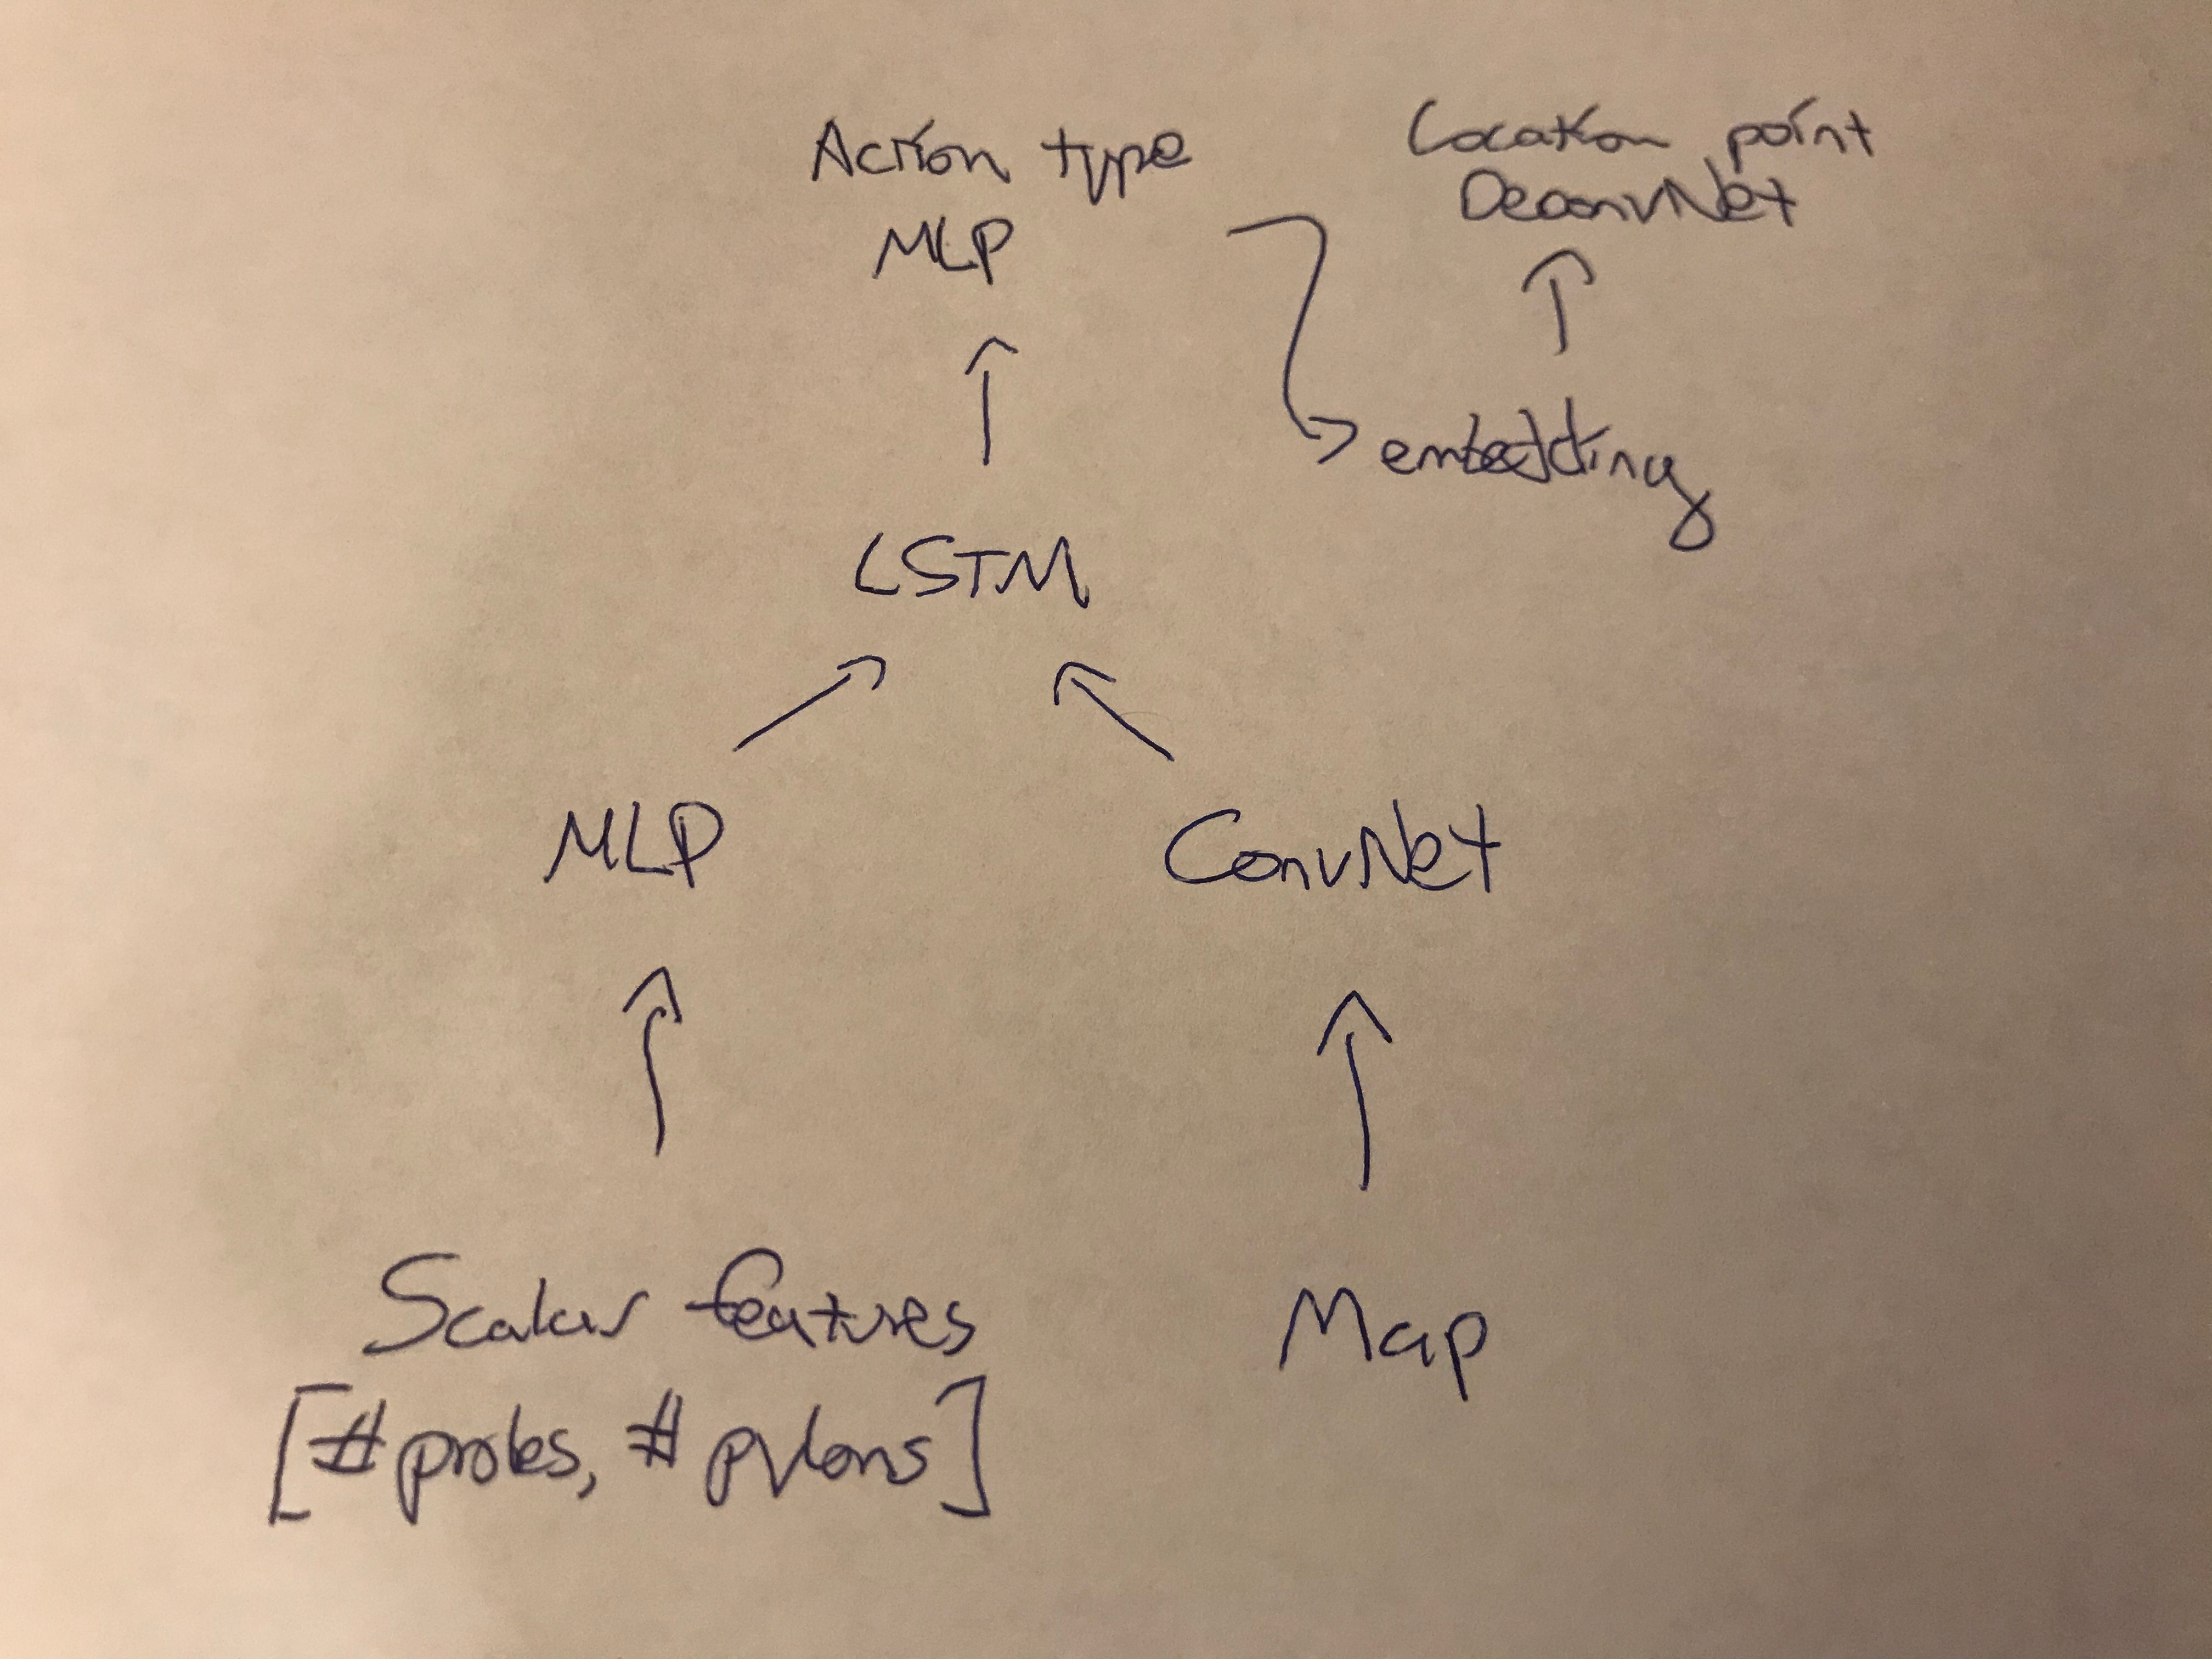 Action type
MLP
Location point
DeconvNet
embedding
LSTM
MLP
ConvNet
Scalar features
[#probes, #pylons]
Map